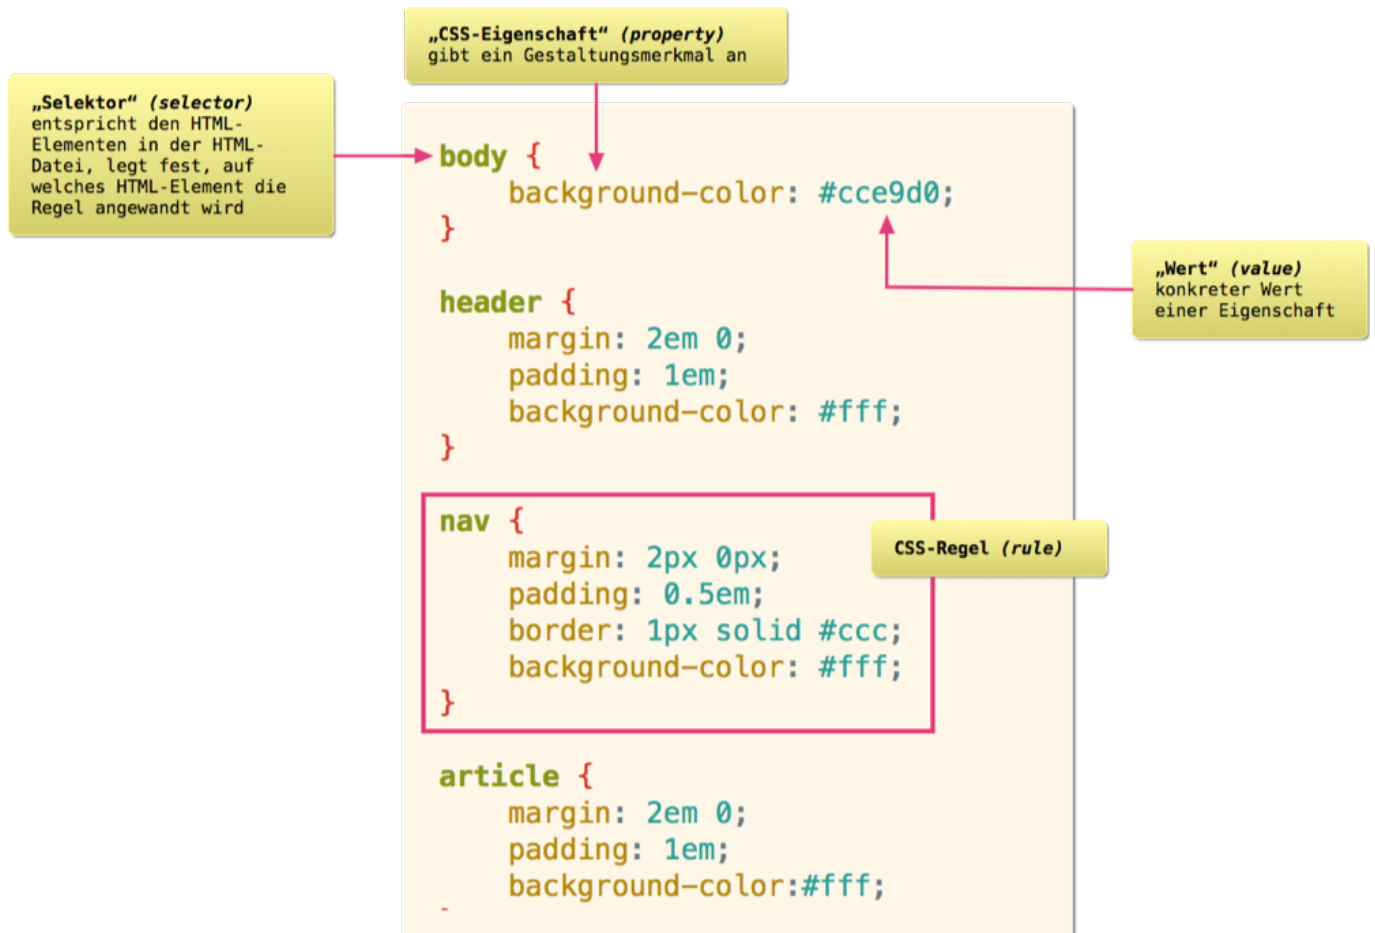 „CSS-Eigenschaft“ (property)
gibt ein Gestaltungsmerkmal an
„Selektor“ (selector)
entspricht den HTML-
Elementen in der HTML-
Datei, legt fest, auf
welches HTML-Element die
Regel angewandt wird
body {
    background-color: #cce9d0;
}
„Wert“ (value)
konkreter Wert
einer Eigenschaft
header {
    margin: 2em 0;
    padding: 1em;
    background-color: #fff;
}
nav {
    margin: 2px 0px;
    padding: 0.5em;
    border: 1px solid #ccc;
    background-color: #fff;
}
CSS-Regel (rule)
article {
    margin: 2em 0;
    padding: 1em;
    background-color:#fff;